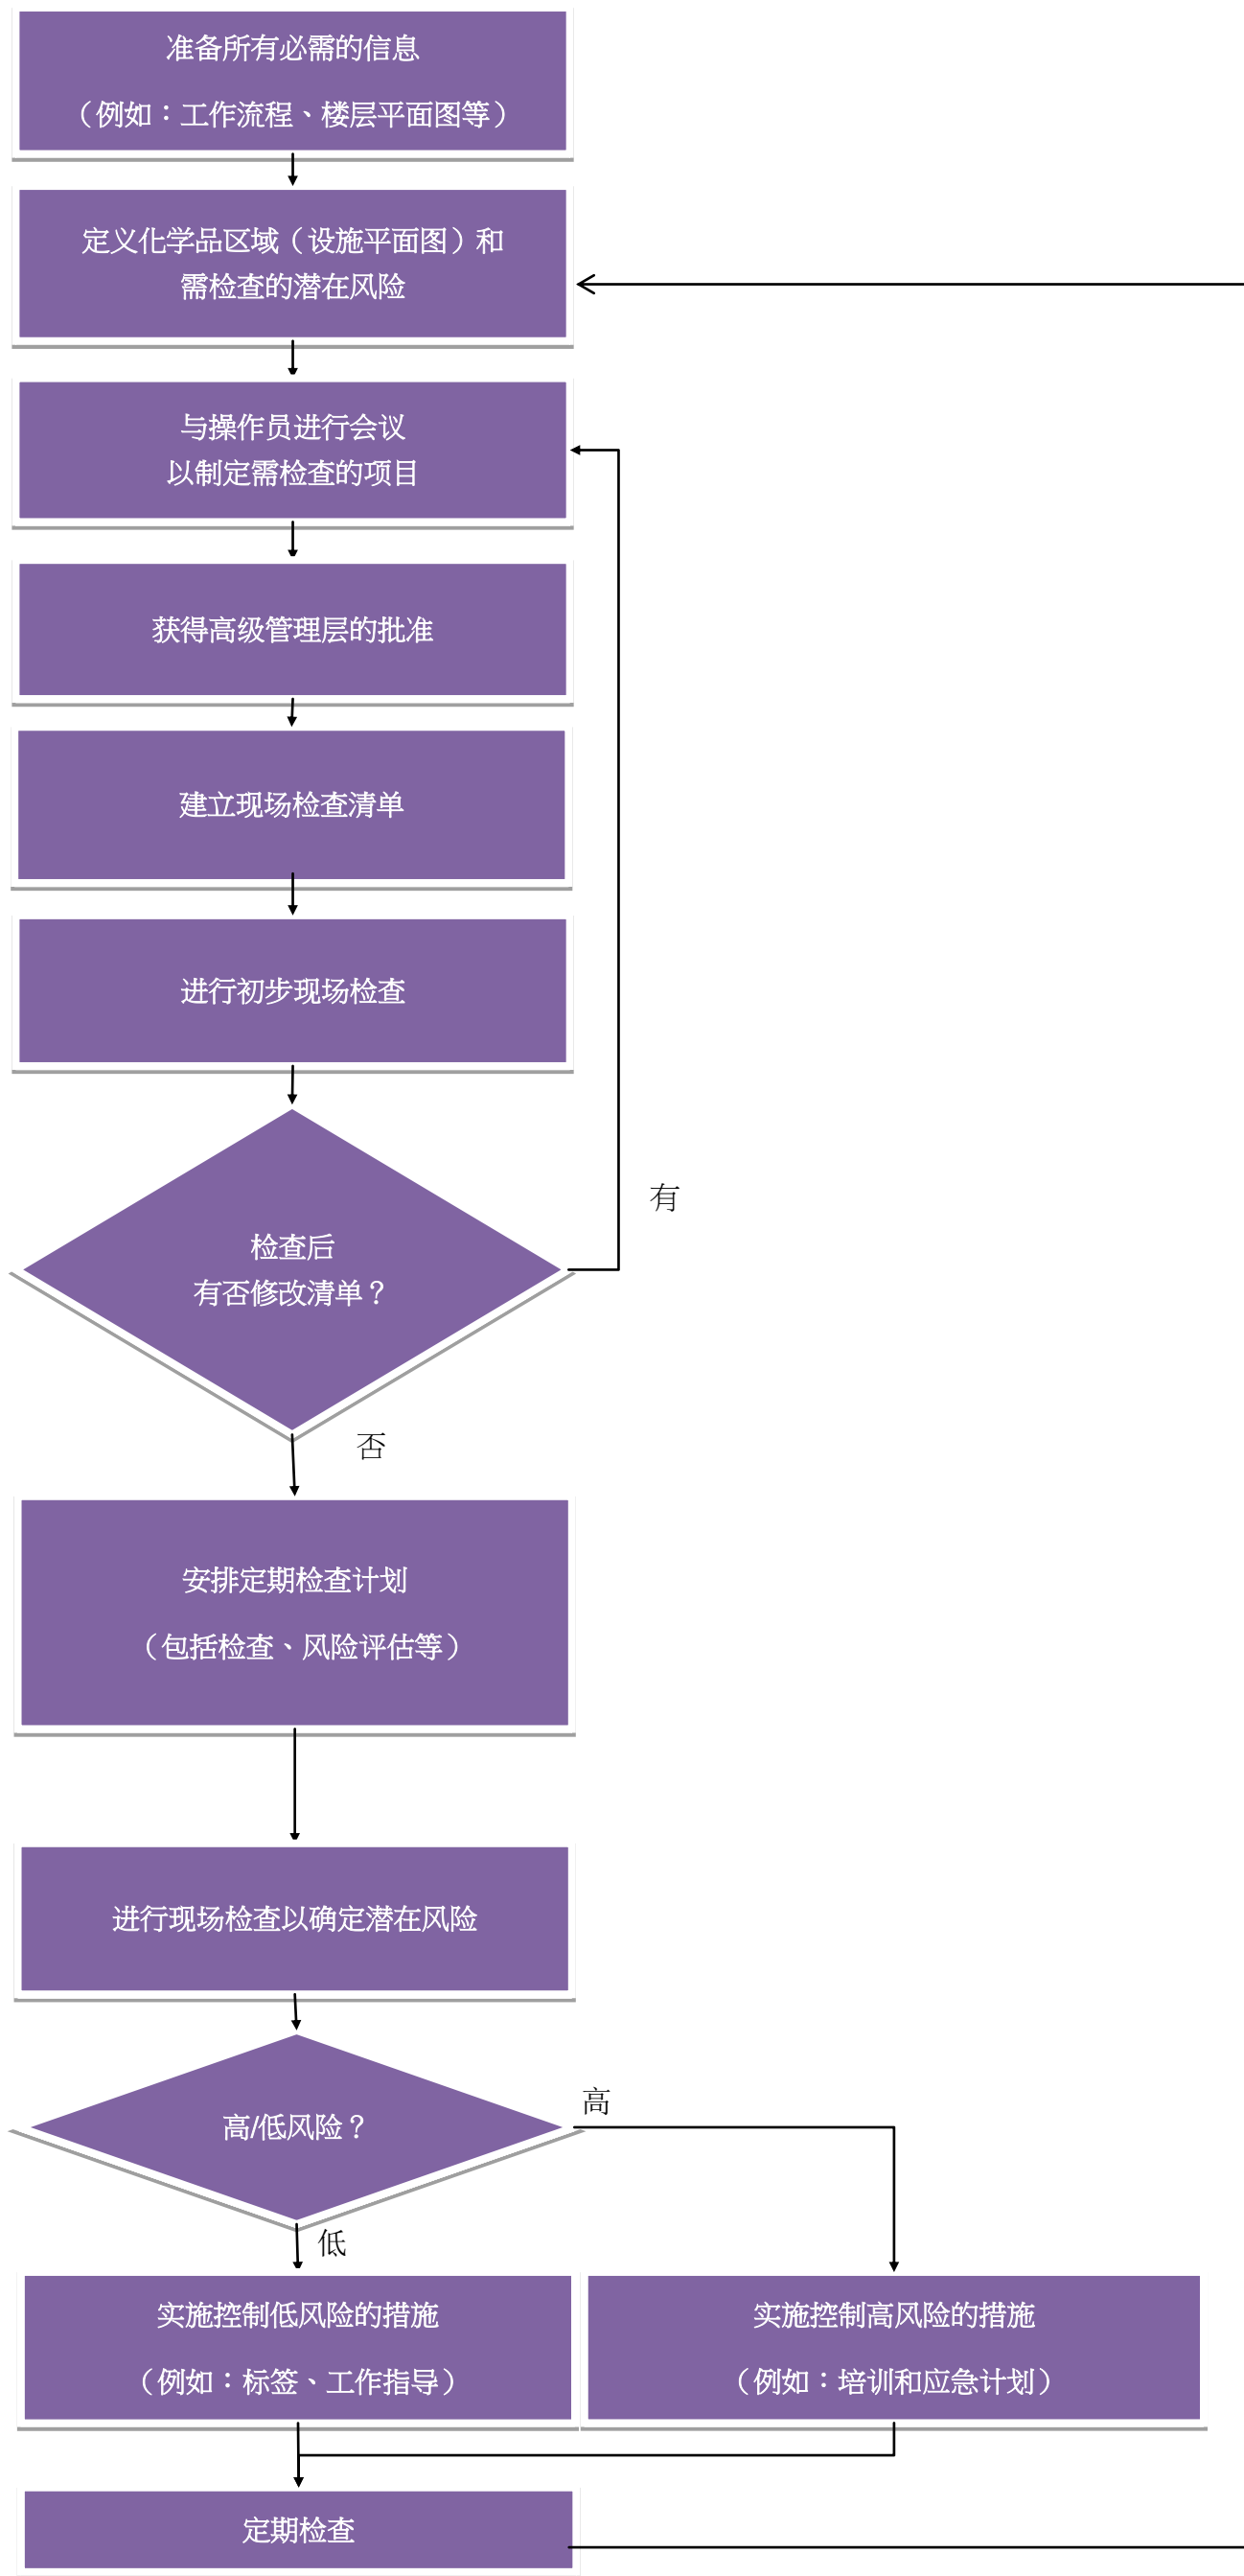 准备所有必需的信息
（例如：工作流程、楼层平面图等）
定义化学品区域（设施平面图）和
需检查的潜在风险
与操作员进行会议
以制定需检查的项目
获得高级管理层的批准
建立现场检查清单
进行初步现场检查
有
检查后
有否修改清单？
否
安排定期检查计划
（包括检查、风险评估等）
进行现场检查以确定潜在风险
高
高/低风险？
低
实施控制低风险的措施
（例如：标签、工作指导）
实施控制高风险的措施
（例如：培训和应急计划）
定期检查